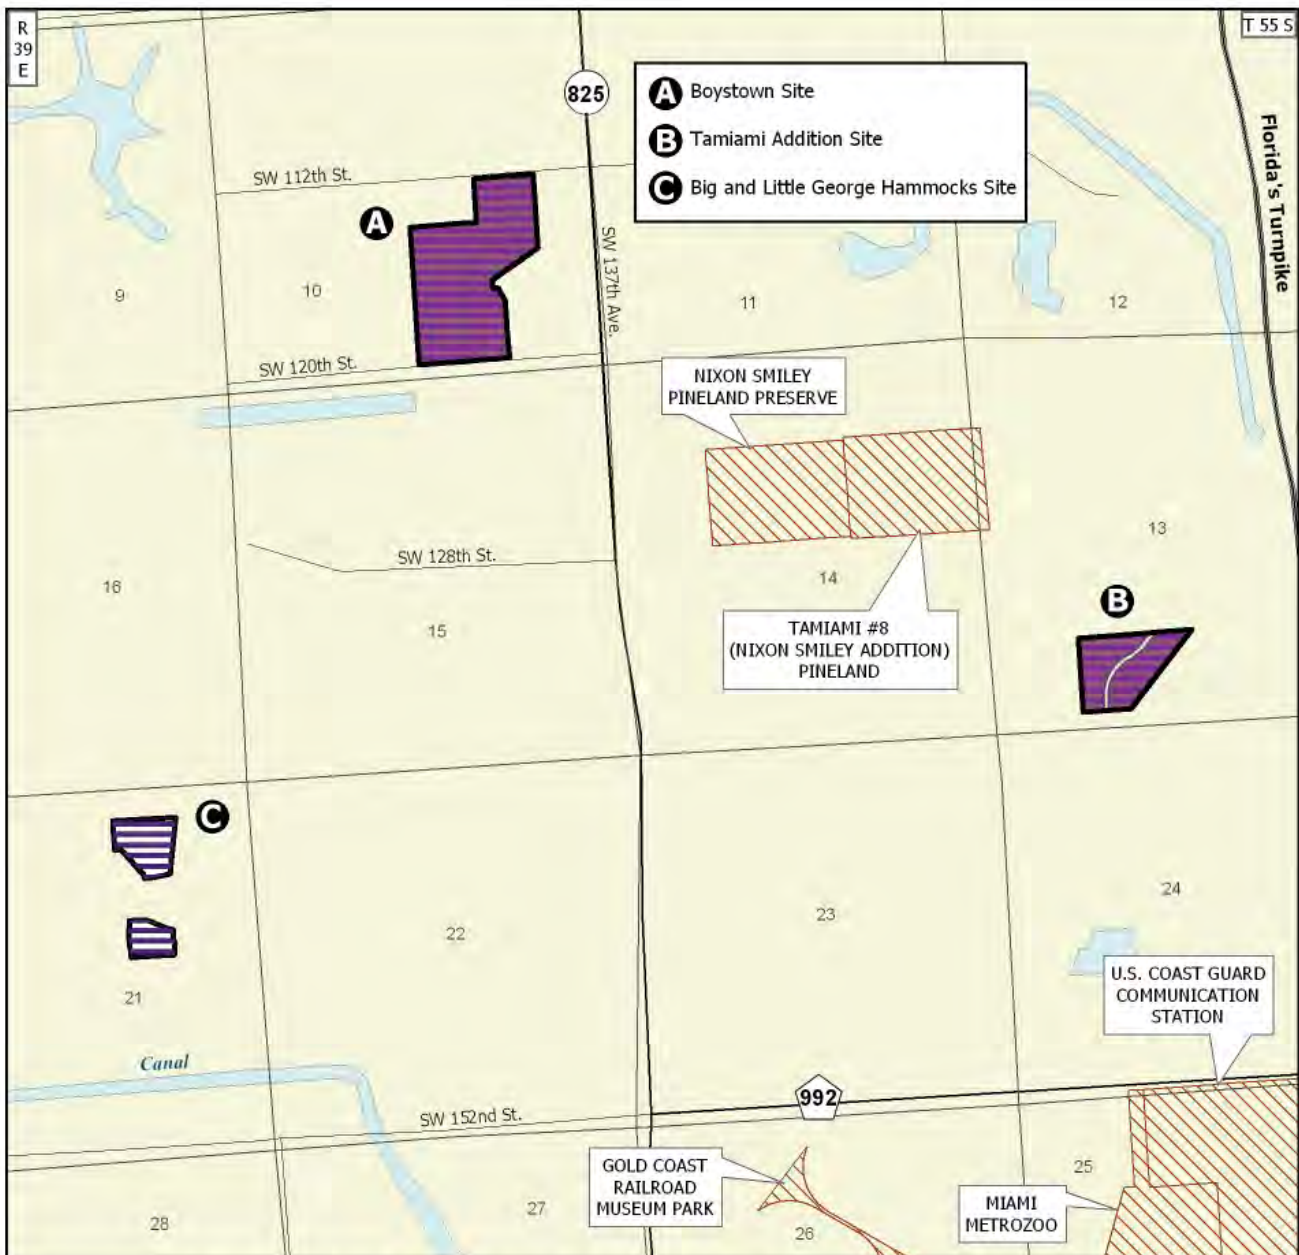 R
39
E
T 55 S
825
A Boystown Site
B Tamiami Addition Site
C Big and Little George Hammocks Site
Florida's Turnpike
SW 112th St.
A
SW 137th Ave.
9
10
11
12
SW 120th St.
NIXON SMILEY
PINELAND PRESERVE
13
SW 128th St.
14
16
15
B
TAMIAMI #8
(NIXON SMILEY ADDITION)
PINELAND
C
24
23
22
21
U.S. COAST GUARD
COMMUNICATION
STATION
Canal
992
SW 152nd St.
GOLD COAST
RAILROAD
MUSEUM PARK
25
MIAMI
METROZOO
27
28
26